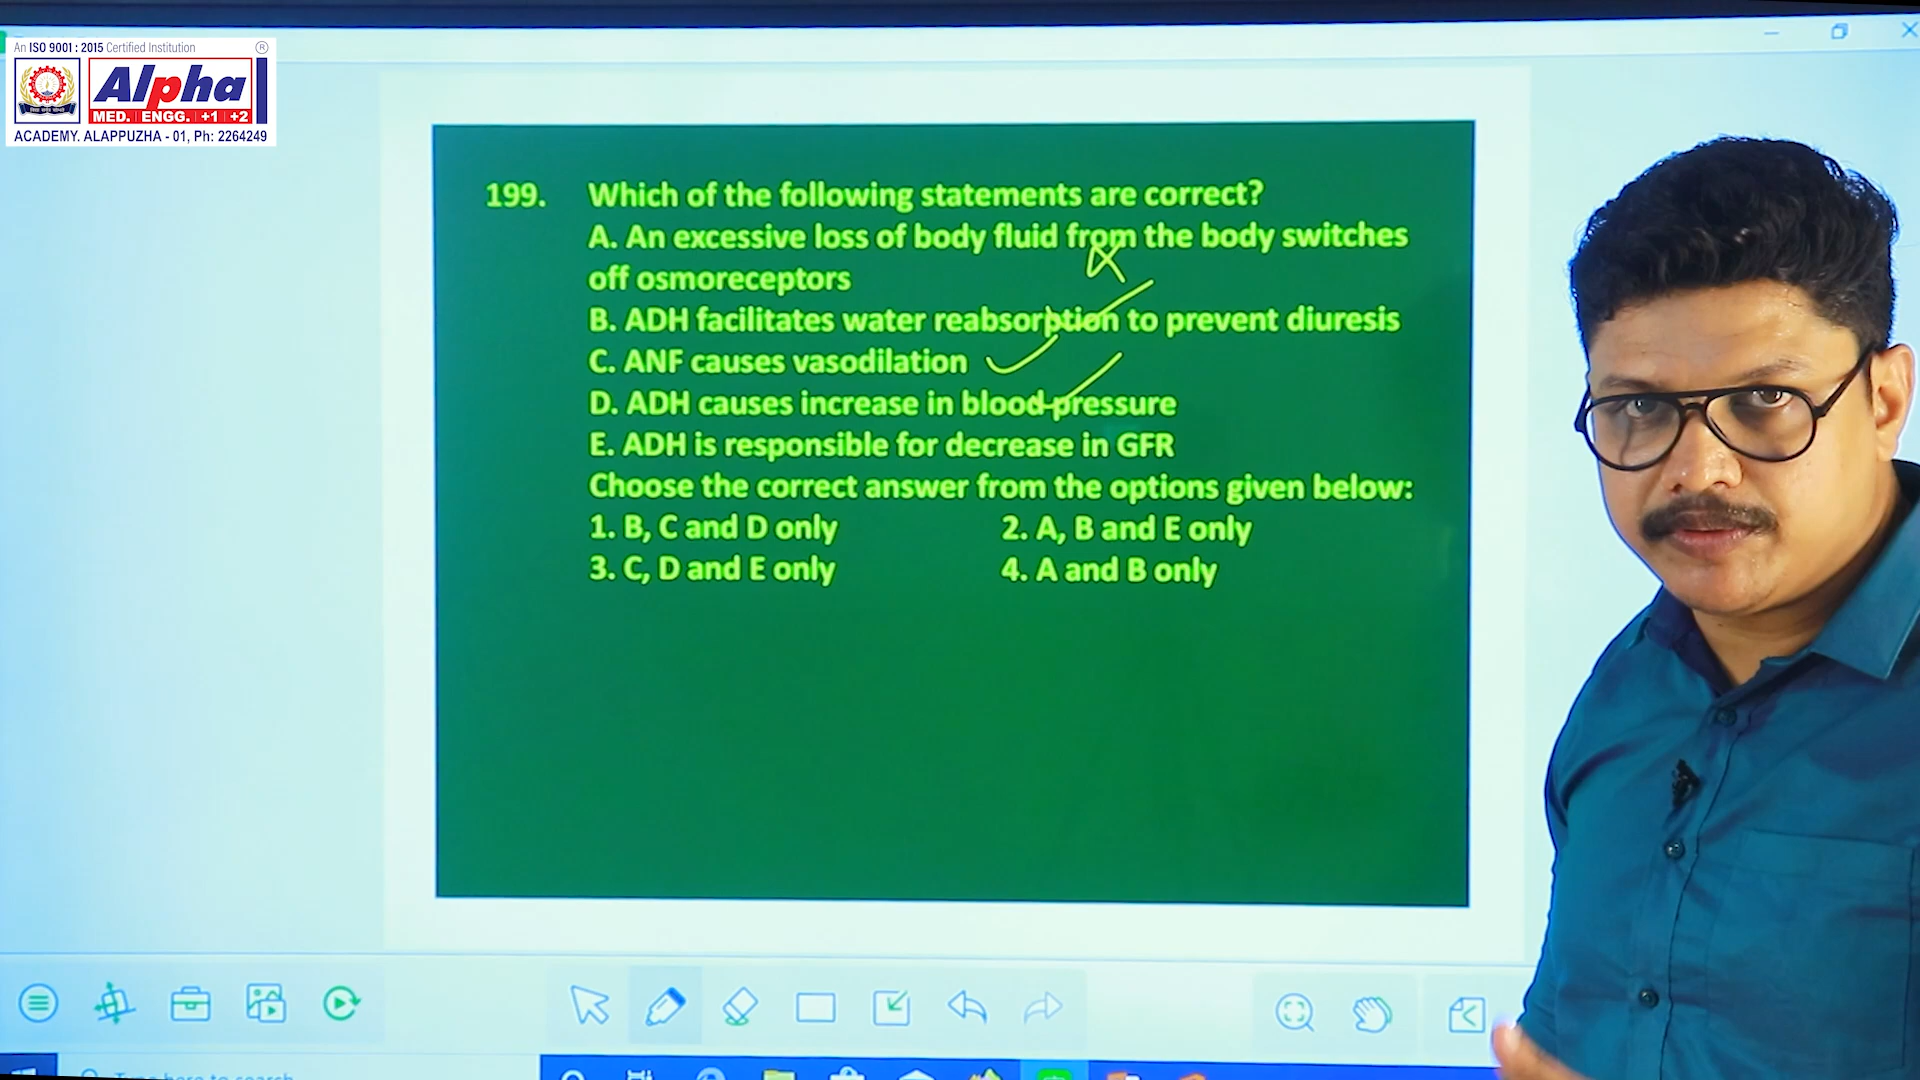 An ISO 9001 : 2015 Certified Institution ®
Alpha
MED. ENGG. +1 +2
ACADEMY. ALAPPUZHA - 01, Ph: 2264249
199. Which of the following statements are correct?
A. An excessive loss of body fluid from the body switches
off osmoreceptors
B. ADH facilitates water reabsorption to prevent diuresis
C. ANF causes vasodilation
D. ADH causes increase in blood pressure
E. ADH is responsible for decrease in GFR
Choose the correct answer from the options given below:
1. B, C and D only 2. A, B and E only
3. C, D and E only 4. A and B only
Type here to search